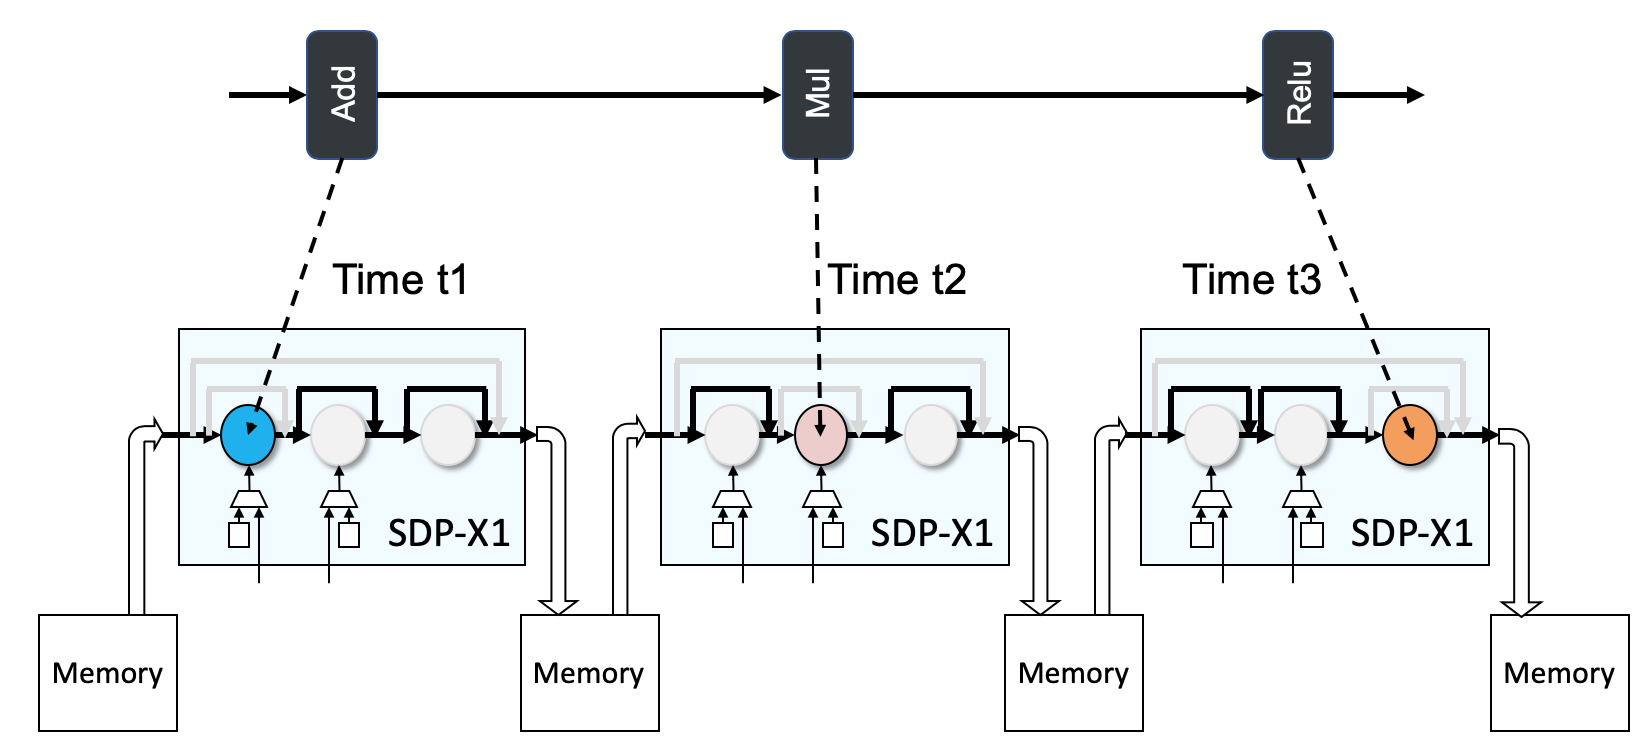 Add
Mul
Relu
Time t1
Time t2
Time t3
SDP-X1
SDP-X1
SDP-X1
Memory
Memory
Memory
Memory